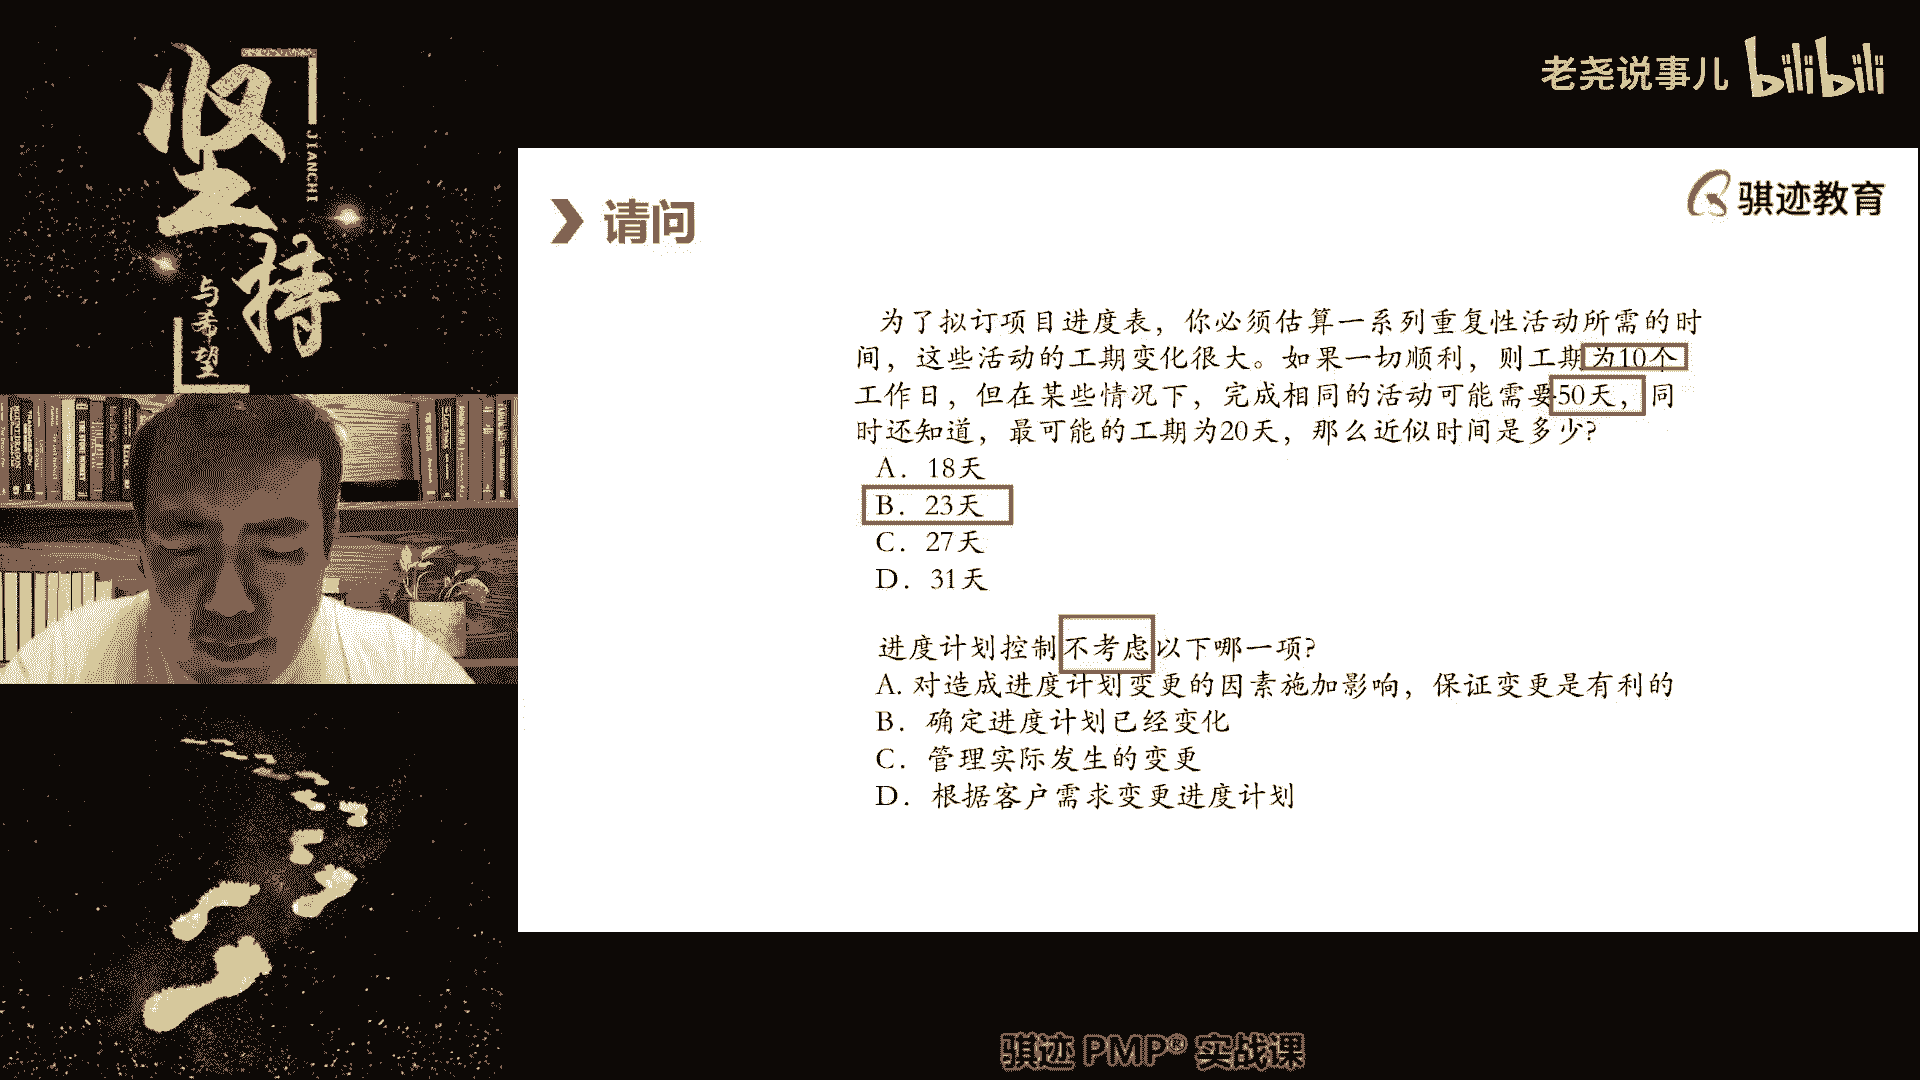 坚持
JIANCHI
与希望
老尧说事儿 bilibili
骐迹教育
请问
为了拟订项目进度表，你必须估算一系列重复性活动所需的时
间，这些活动的工期变化很大。如果一切顺利，则工期为10个
工作日，但在某些情况下，完成相同的活动可能需要50天，同
时还知道，最可能的工期为20天，那么近似时间是多少?
A. 18天
B. 23天
C. 27天
D. 31天
进度计划控制不考虑以下哪一项?
A. 对造成进度计划变更的因素施加影响，保证变更是有利的
B. 确定进度计划已经变化
C. 管理实际发生的变更
D. 根据客户需求变更进度计划
骐迹 PMP® 实战课